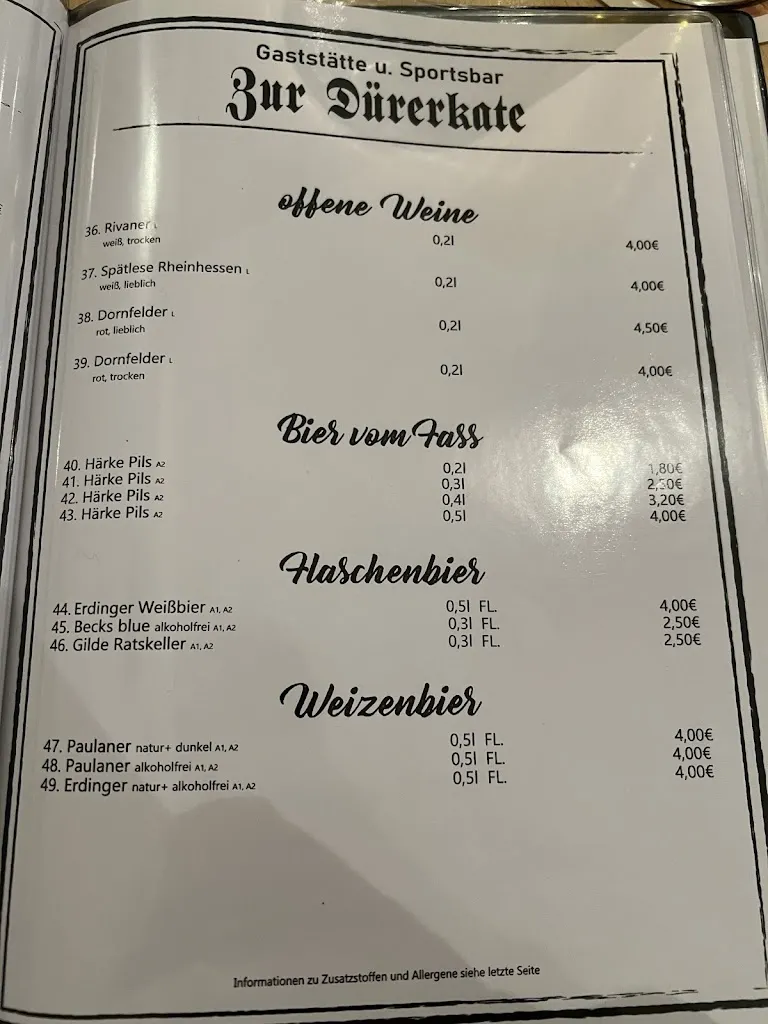 Gaststätte u. Sportsbar
Zur Dürerkate
offene Weine
36. Rivaner L 0,2l 4,00€
weiß, trocken
37. Spätlese Rheinhessen L 0,2l 4,00€
weiß, lieblich
38. Dornfelder L 0,2l 4,50€
rot, lieblich
39. Dornfelder L 0,2l 4,00€
rot, trocken
Bier vom Fass
40. Härke Pils A2 0,2l 1,80€
41. Härke Pils A2 0,3l 2,50€
42. Härke Pils A2 0,4l 3,20€
43. Härke Pils A2 0,5l 4,00€
Flaschenbier
44. Erdinger Weißbier A1, A2 0,5l FL. 4,00€
45. Becks blue alkoholfrei A1, A2 0,3l FL. 2,50€
46. Gilde Ratskeller A1, A2 0,3l FL. 2,50€
Weizenbier
47. Paulaner natur+ dunkel A1, A2 0,5l FL. 4,00€
48. Paulaner alkoholfrei A1, A2 0,5l FL. 4,00€
49. Erdinger natur+ alkoholfrei A1, A2 0,5l FL. 4,00€
Informationen zu Zusatzstoffen und Allergene siehe letzte Seite